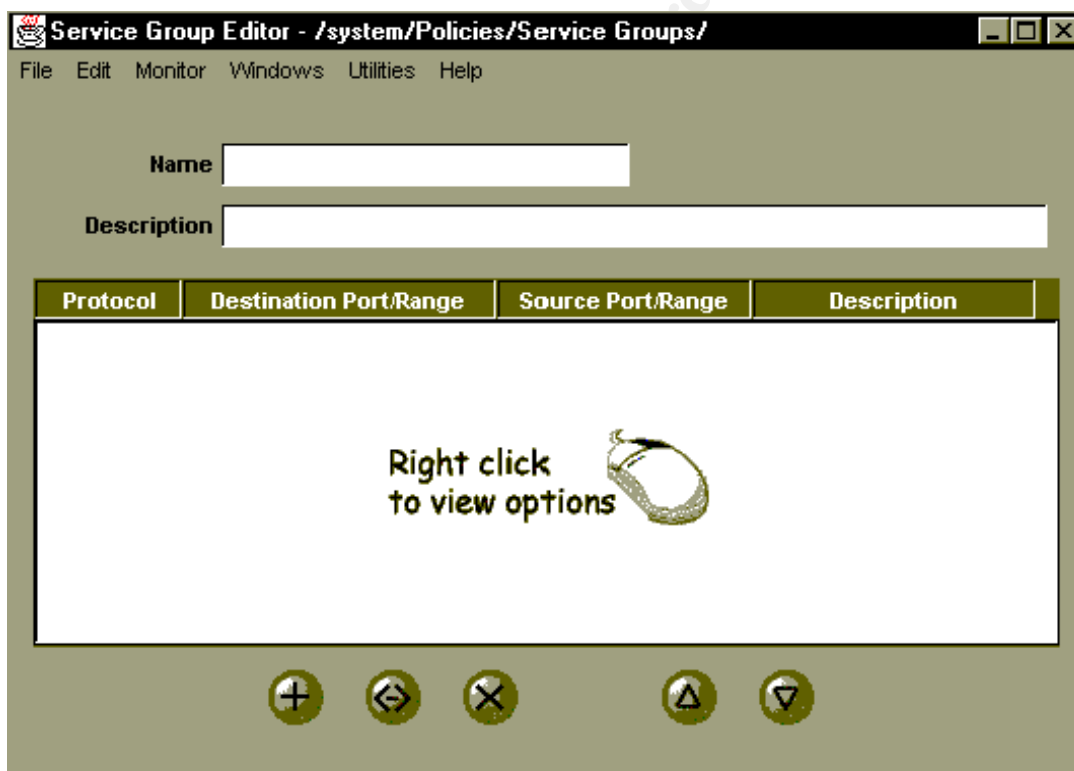 Service Group Editor - /system/Policies/Service Groups/
File Edit Monitor Windows Utilities Help
Name
Description
Protocol Destination Port/Range Source Port/Range Description
Right click
to view options